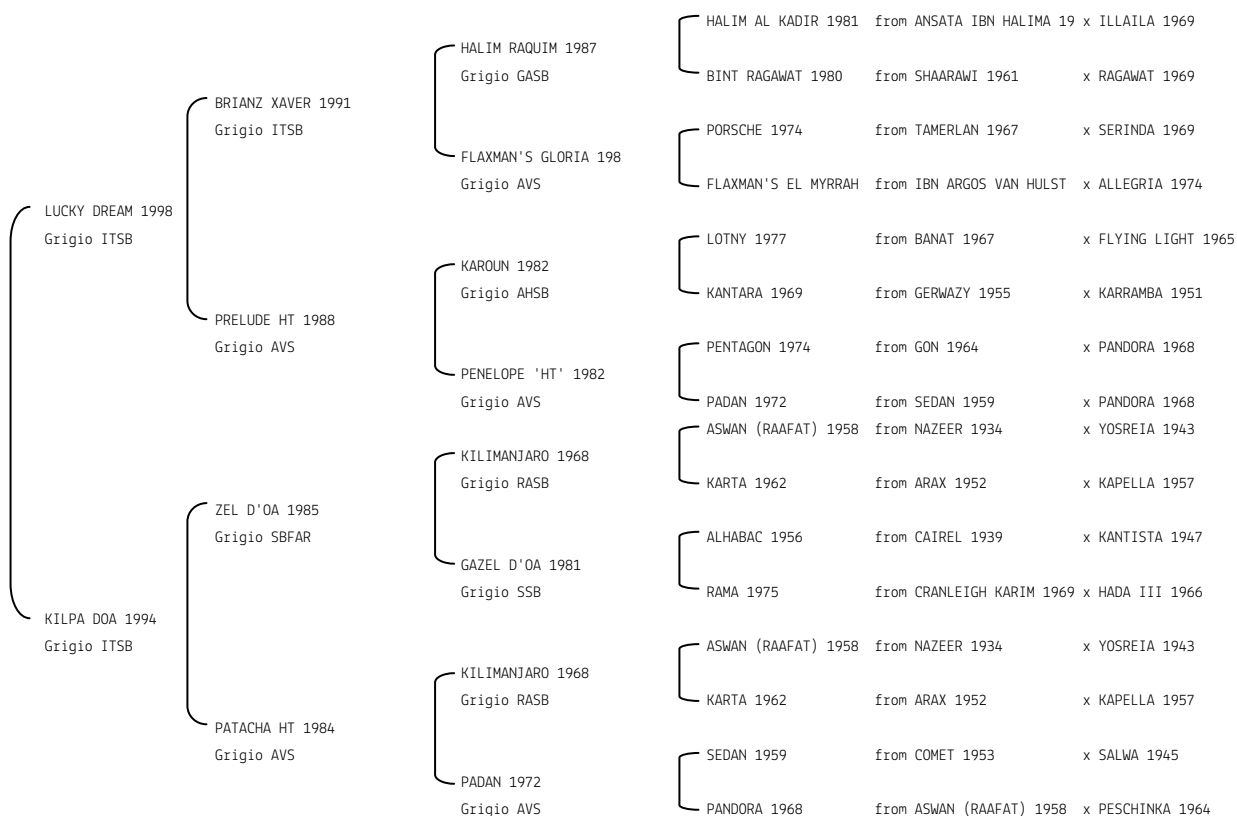 HALIM AL KADIR 1981 from ANSATA IBN HALIMA 19 x ILLAILA 1969
HALIM RAQUIM 1987
Grigio GASB
BINT RAGAWAT 1980 from SHAARAWI 1961 x RAGAWAT 1969
BRIANZ XAVER 1991
Grigio ITSB
PORSCHE 1974 from TAMERLAN 1967 x SERINDA 1969
FLAXMAN'S GLORIA 198
Grigio AVS
FLAXMAN'S EL MYRRAH from IBN ARGOS VAN HULST x ALLEGRIA 1974
LUCKY DREAM 1998
Grigio ITSB
LOTNY 1977 from BANAT 1967 x FLYING LIGHT 1965
KAROUN 1982
Grigio AHSB
KANTARA 1969 from GERWAZY 1955 x KARRAMBA 1951
PRELUDE HT 1988
Grigio AVS
PENTAGON 1974 from GON 1964 x PANDORA 1968
PENELOPE 'HT' 1982
Grigio AVS
PADAN 1972 from SEDAN 1959 x PANDORA 1968
ASWAN (RAAFAT) 1958 from NAZEER 1934 x YOSREIA 1943
KILIMANJARO 1968
Grigio RASB
KARTA 1962 from ARAX 1952 x KAPELLA 1957
ZEL D'OA 1985
Grigio SBFAR
ALHABAC 1956 from CAIREL 1939 x KANTISTA 1947
GAZEL D'OA 1981
Grigio SSB
RAMA 1975 from CRANLEIGH KARIM 1969 x HADA III 1966
KILPA DOA 1994
Grigio ITSB
ASWAN (RAAFAT) 1958 from NAZEER 1934 x YOSREIA 1943
KILIMANJARO 1968
Grigio RASB
KARTA 1962 from ARAX 1952 x KAPELLA 1957
PATACHA HT 1984
Grigio AVS
SEDAN 1959 from COMET 1953 x SALWA 1945
PADAN 1972
Grigio AVS
PANDORA 1968 from ASWAN (RAAFAT) 1958 x PESCHINKA 1964